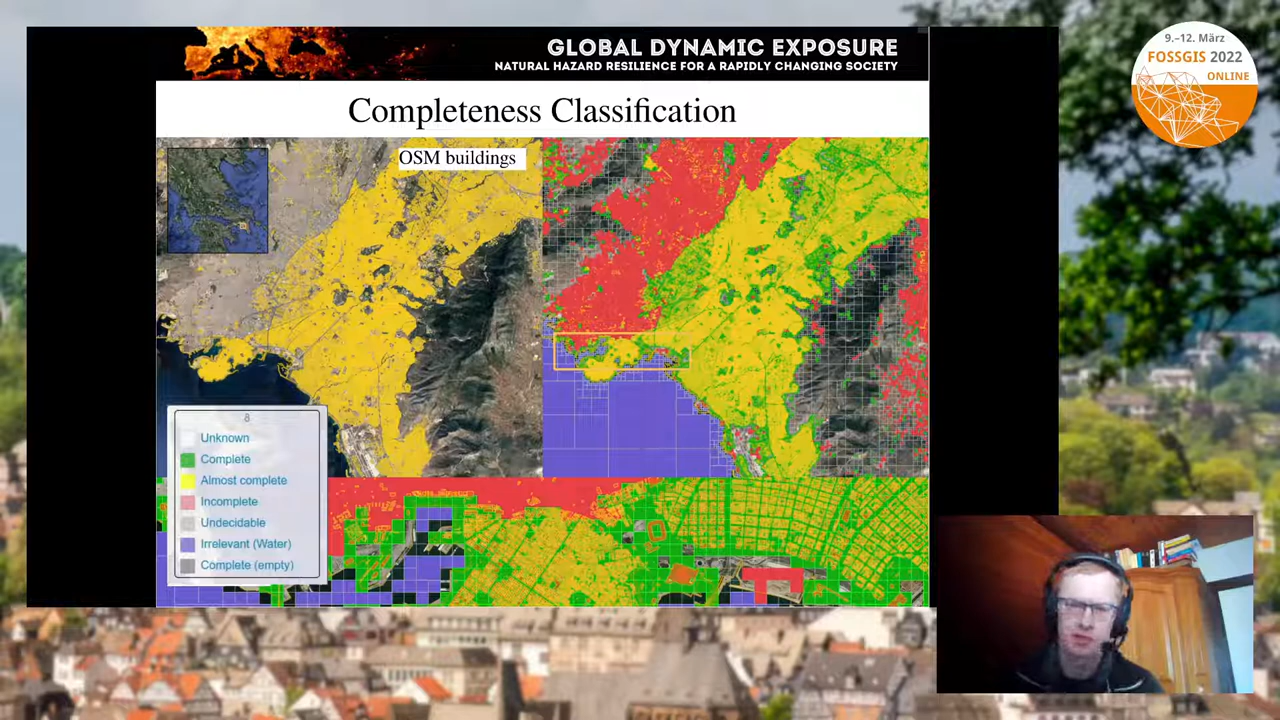 GLOBAL DYNAMIC EXPOSURE
NATURAL HAZARD RESILIENCE FOR A RAPIDLY CHANGING SOCIETY
9.–12. März
FOSSGIS 2022
ONLINE
Completeness Classification
OSM buildings
8
Unknown
Complete
Almost complete
Incomplete
Undecidable
Irrelevant (Water)
Complete (empty)